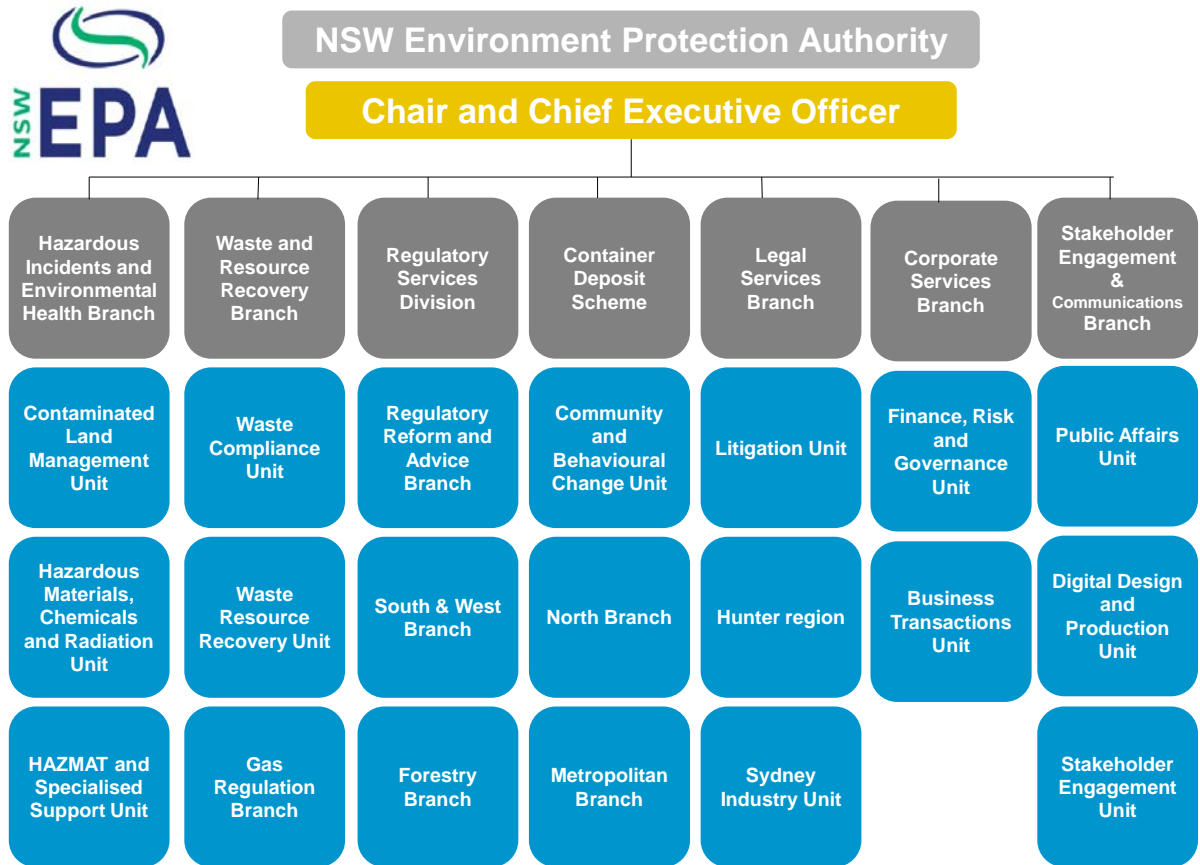 NSW
EPA
NSW Environment Protection Authority
Chair and Chief Executive Officer
Hazardous
Incidents and
Environmental
Health Branch
Waste and
Resource
Recovery
Branch
Regulatory
Services
Division
Container
Deposit
Scheme
Legal
Services
Branch
Corporate
Services
Branch
Stakeholder
Engagement
&
Communications
Branch
Contaminated
Land
Management
Unit
Waste
Compliance
Unit
Regulatory
Reform and
Advice
Branch
Community
and
Behavioural
Change Unit
Litigation Unit
Finance, Risk
and
Governance
Unit
Public Affairs
Unit
Hazardous
Materials,
Chemicals
and Radiation
Unit
Waste
Resource
Recovery Unit
South & West
Branch
North Branch
Hunter region
Business
Transactions
Unit
Digital Design
and
Production
Unit
HAZMAT and
Specialised
Support Unit
Gas
Regulation
Branch
Forestry
Branch
Metropolitan
Branch
Sydney
Industry Unit
Stakeholder
Engagement
Unit